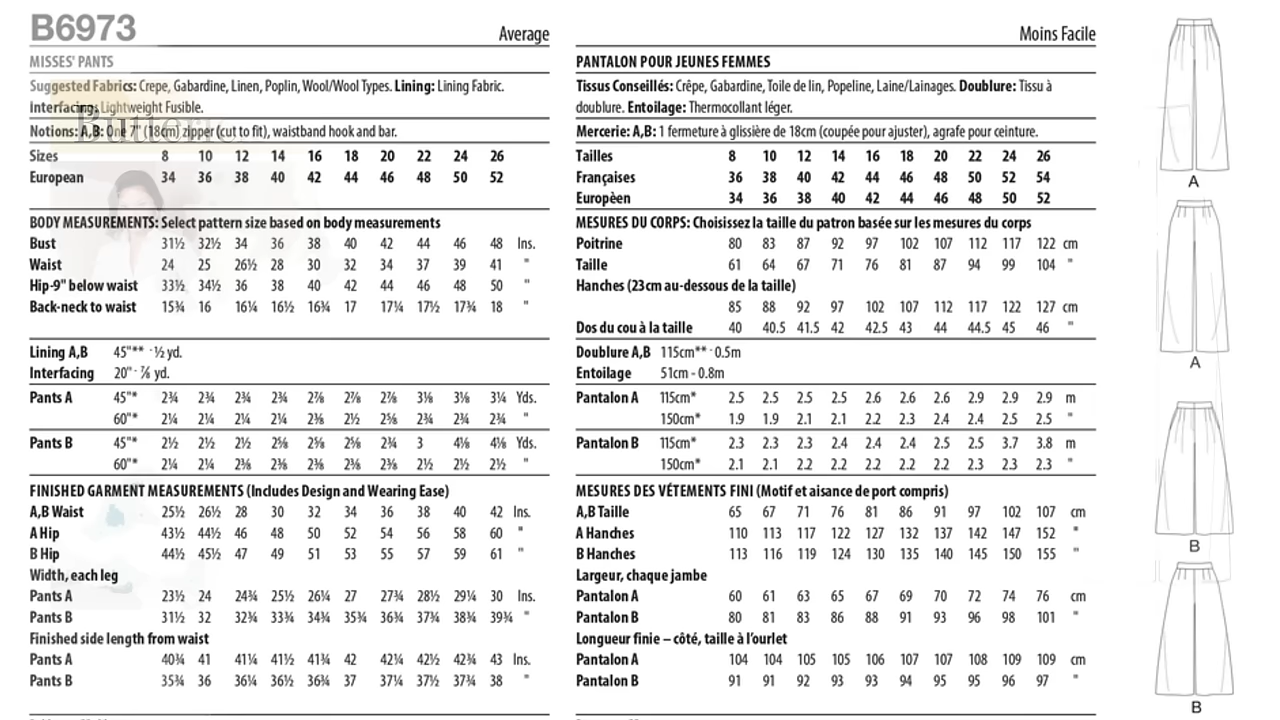 B6973
Average
MISSES' PANTS
Suggested Fabrics: Crepe, Gabardine, Linen, Poplin, Wool/Wool Types. Lining: Lining Fabric.
Interfacing: Lightweight Fusible.
Notions: A,B: One 7" (18cm) zipper (cut to fit), waistband hook and bar.
Sizes 8 10 12 14 16 18 20 22 24 26
European 34 36 38 40 42 44 46 48 50 52
BODY MEASUREMENTS: Select pattern size based on body measurements
Bust 31½ 32½ 34 36 38 40 42 44 46 48 Ins.
Waist 24 25 26½ 28 30 32 34 37 39 41 "
Hip-9" below waist 33½ 34½ 36 38 40 42 44 46 48 50 "
Back-neck to waist 15¾ 16 16¼ 16½ 16¾ 17 17¼ 17½ 17¾ 18 "
Lining A,B 45"** - ½ yd.
Interfacing 20" - ⅞ yd.
Pants A 45"* 2¾ 2¾ 2¾ 2¾ 2⅞ 2⅞ 2⅞ 3⅛ 3⅛ 3¼ Yds.
60"* 2¼ 2¼ 2¼ 2¼ 2⅜ 2½ 2⅝ 2¾ 2¾ 2¾ "
Pants B 45"* 2½ 2½ 2½ 2⅝ 2⅝ 2⅝ 2¾ 3 4⅛ 4⅛ Yds.
60"* 2¼ 2¼ 2⅜ 2⅜ 2⅜ 2⅜ 2⅜ 2½ 2½ 2½ "
FINISHED GARMENT MEASUREMENTS (Includes Design and Wearing Ease)
A,B Waist 25½ 26½ 28 30 32 34 36 38 40 42 Ins.
A Hip 43½ 44½ 46 48 50 52 54 56 58 60 "
B Hip 44½ 45½ 47 49 51 53 55 57 59 61 "
Width, each leg
Pants A 23½ 24 24¾ 25½ 26¼ 27 27¾ 28½ 29¼ 30 Ins.
Pants B 31½ 32 32¾ 33¾ 34¾ 35¾ 36¾ 37¾ 38¾ 39¾ "
Finished side length from waist
Pants A 40¾ 41 41¼ 41½ 41¾ 42 42¼ 42½ 42¾ 43 Ins.
Pants B 35¾ 36 36¼ 36½ 36¾ 37 37¼ 37½ 37¾ 38 "
Moins Facile
PANTALON POUR JEUNES FEMMES
Tissus Conseillés: Crêpe, Gabardine, Toile de lin, Popeline, Laine/Lainages. Doublure: Tissu à
doublure. Entoilage: Thermocollant léger.
Mercerie: A,B: 1 fermeture à glissière de 18cm (coupée pour ajuster), agrafe pour ceinture.
Tailles 8 10 12 14 16 18 20 22 24 26
Françaises 36 38 40 42 44 46 48 50 52 54
Europèen 34 36 38 40 42 44 46 48 50 52
MESURES DU CORPS: Choisissez la taille du patron basée sur les mesures du corps
Poitrine 80 83 87 92 97 102 107 112 117 122 cm
Taille 61 64 67 71 76 81 87 94 99 104 "
Hanches (23cm au-dessous de la taille)
85 88 92 97 102 107 112 117 122 127 cm
Dos du cou à la taille 40 40.5 41.5 42 42.5 43 44 44.5 45 46 "
Doublure A,B 115cm** - 0.5m
Entoilage 51cm - 0.8m
Pantalon A 115cm* 2.5 2.5 2.5 2.5 2.6 2.6 2.6 2.9 2.9 2.9 m
150cm* 1.9 1.9 2.1 2.1 2.2 2.3 2.4 2.4 2.5 2.5 "
Pantalon B 115cm* 2.3 2.3 2.3 2.4 2.4 2.4 2.5 2.5 3.7 3.8 m
150cm* 2.1 2.1 2.2 2.2 2.2 2.2 2.2 2.3 2.3 2.3 "
MESURES DES VÉTEMENTS FINI (Motif et aisance de port compris)
A,B Taille 65 67 71 76 81 86 91 97 102 107 cm
A Hanches 110 113 117 122 127 132 137 142 147 152 "
B Hanches 113 116 119 124 130 135 140 145 150 155 "
Largeur, chaque jambe
Pantalon A 60 61 63 65 67 69 70 72 74 76 cm
Pantalon B 80 81 83 86 88 91 93 96 98 101 "
Longueur finie – côté, taille à l'ourlet
Pantalon A 104 104 105 105 106 107 107 108 109 109 cm
Pantalon B 91 91 92 93 93 94 95 95 96 97 "
A
A
B
B